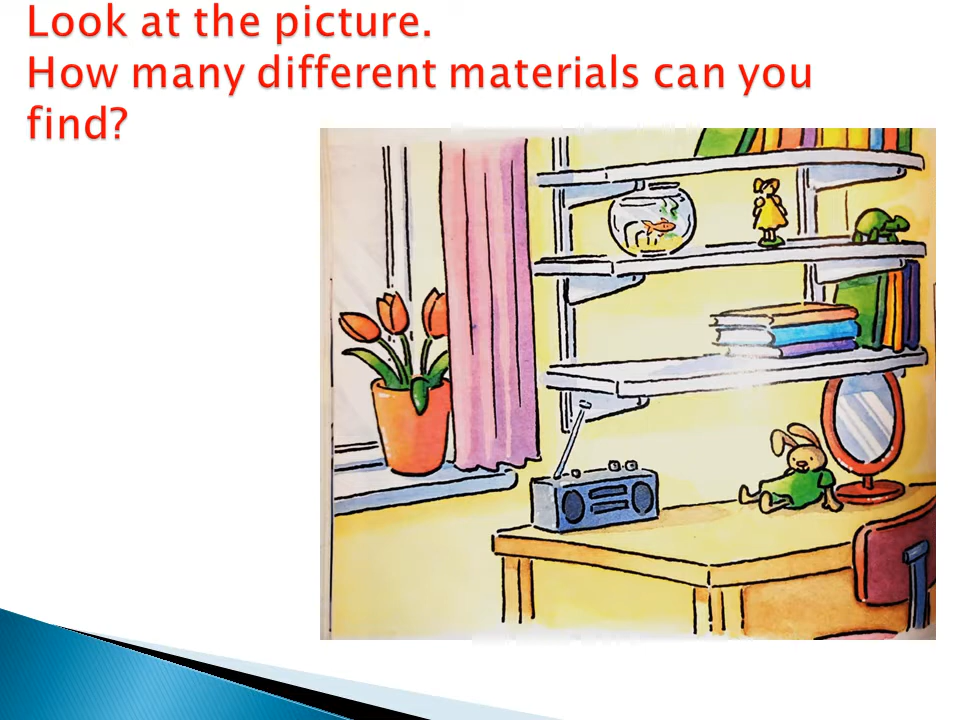 Look at the picture.
How many different materials can you
find?